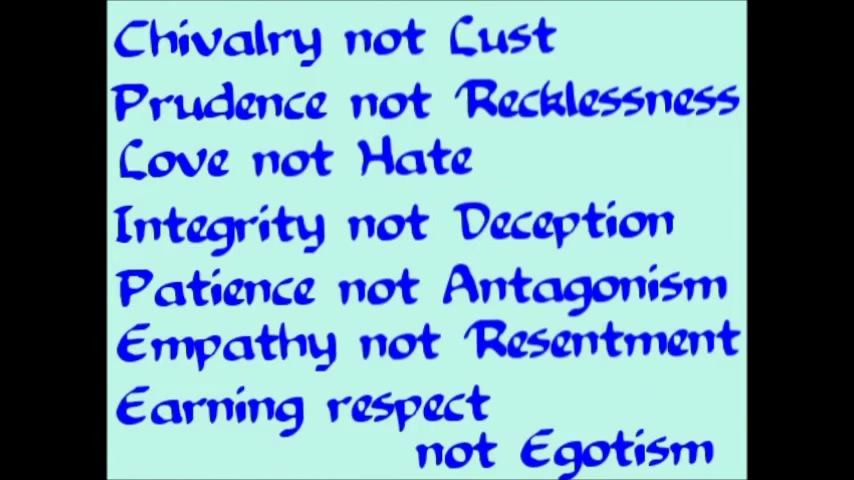 Chivalry not Lust
Prudence not Recklessness
Love not Hate
Integrity not Deception
Patience not Antagonism
Empathy not Resentment
Earning respect
not Egotism